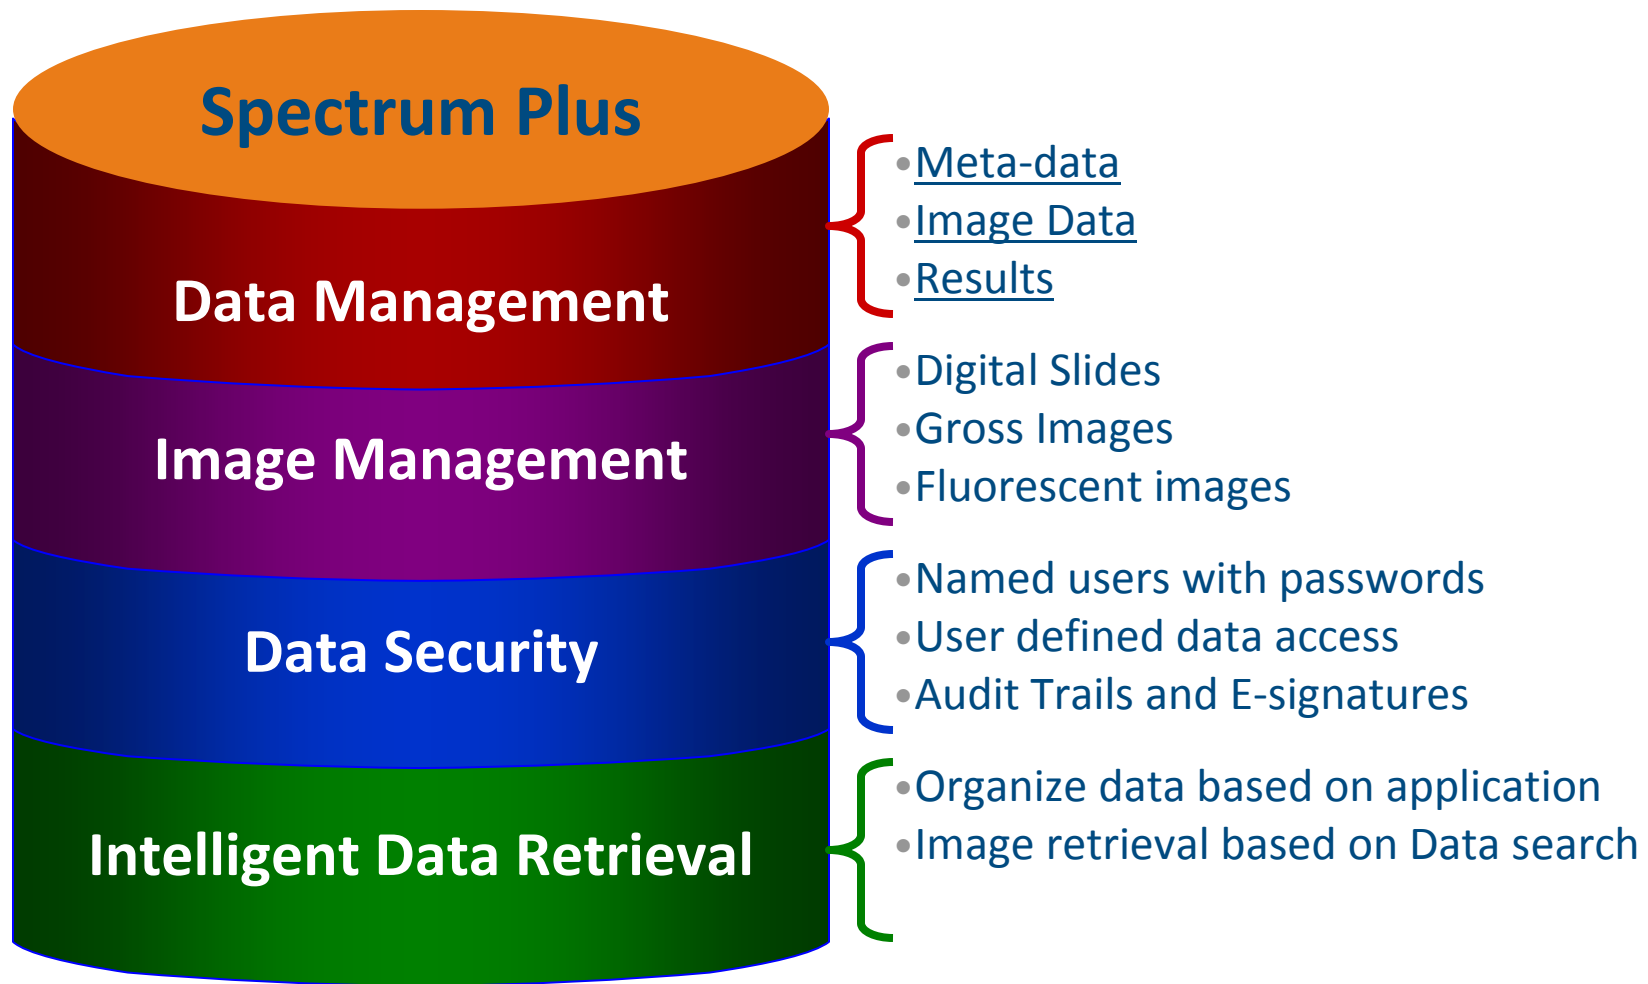 Spectrum Plus
Data Management
•Meta-data
•Image Data
•Results
Image Management
•Digital Slides
•Gross Images
•Fluorescent images
Data Security
•Named users with passwords
•User defined data access
•Audit Trails and E-signatures
Intelligent Data Retrieval
•Organize data based on application
•Image retrieval based on Data search